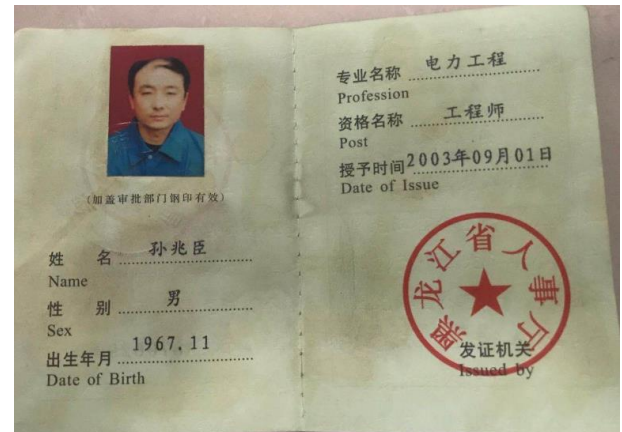 (加盖审批部门钢印有效)
姓 名 孙兆臣
Name
性 别 男
Sex
出生年月 1967.11
Date of Birth
专业名称 电力工程
Profession
资格名称 工程师
Post
授予时间 2003年09月01日
Date of Issue
黑龙江省人事厅
发证机关
Issued by